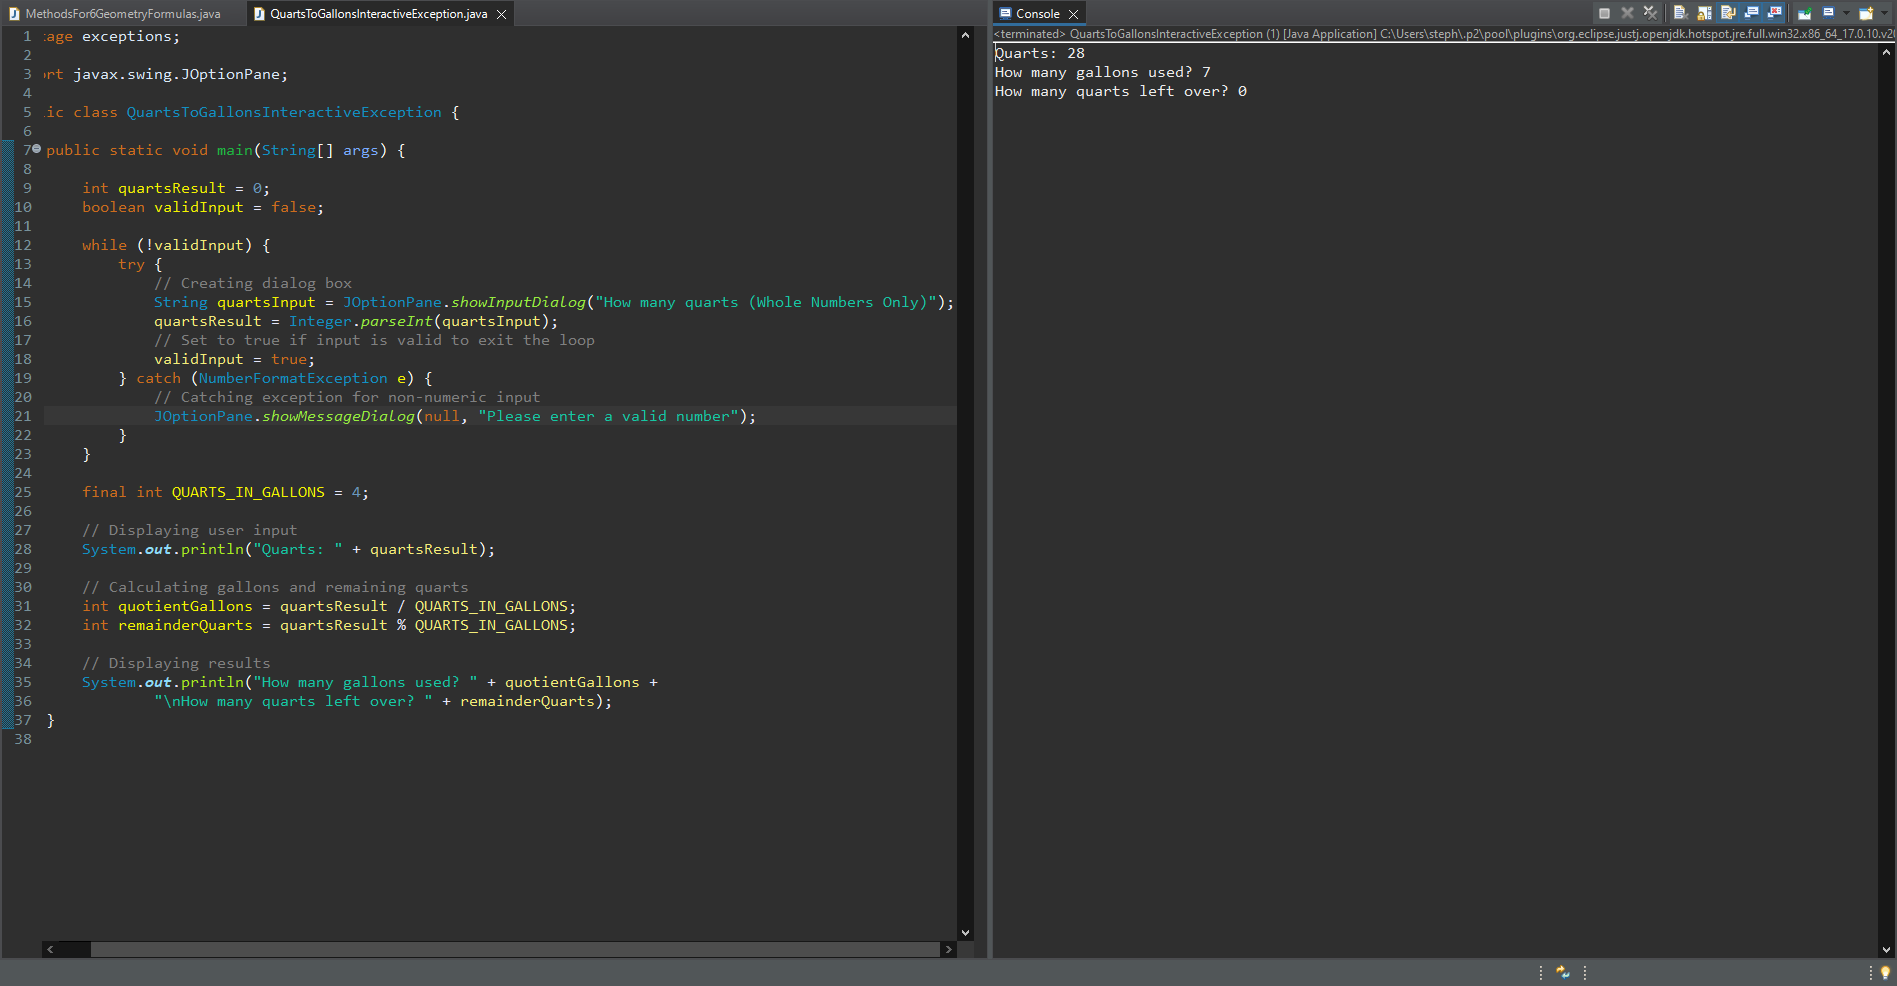 MethodsFor6GeometryFormulas.java
QuartsToGallonsInteractiveException.java
1 age exceptions;
2
3 rt javax.swing.JOptionPane;
4
5 ic class QuartsToGallonsInteractiveException {
6
7 public static void main(String[] args) {
8
9 int quartsResult = 0;
10 boolean validInput = false;
11
12 while (!validInput) {
13 try {
14 // Creating dialog box
15 String quartsInput = JOptionPane.showInputDialog("How many quarts (Whole Numbers Only)");
16 quartsResult = Integer.parseInt(quartsInput);
17 // Set to true if input is valid to exit the loop
18 validInput = true;
19 } catch (NumberFormatException e) {
20 // Catching exception for non-numeric input
21 JOptionPane.showMessageDialog(null, "Please enter a valid number");
22 }
23 }
24
25 final int QUARTS_IN_GALLONS = 4;
26
27 // Displaying user input
28 System.out.println("Quarts: " + quartsResult);
29
30 // Calculating gallons and remaining quarts
31 int quotientGallons = quartsResult / QUARTS_IN_GALLONS;
32 int remainderQuarts = quartsResult % QUARTS_IN_GALLONS;
33
34 // Displaying results
35 System.out.println("How many gallons used? " + quotientGallons +
36 "\nHow many quarts left over? " + remainderQuarts);
37 }
38
Console
<terminated> QuartsToGallonsInteractiveException (1) [Java Application] C:\Users\steph\.p2\pool\plugins\org.eclipse.justj.openjdk.hotspot.jre.full.win32.x86_64_17.0.10.v20
Quarts: 28
How many gallons used? 7
How many quarts left over? 0